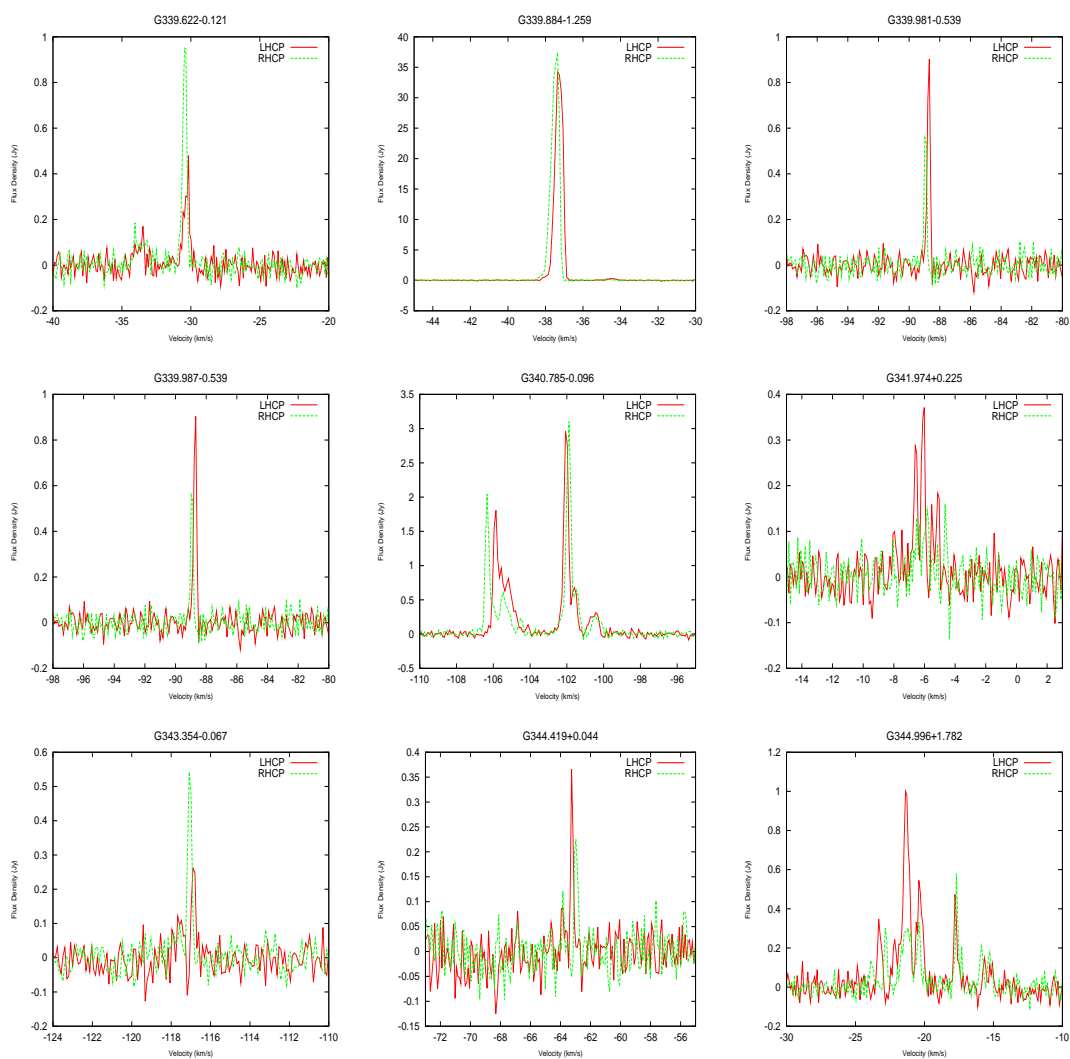 G339.622-0.121
LHCP
RHCP
Flux Density (Jy)
1
0.8
0.6
0.4
0.2
0
-0.2
-40 -35 -30 -25 -20
Velocity (km/s)
G339.884-1.259
LHCP
RHCP
Flux Density (Jy)
40
35
30
25
20
15
10
5
0
-5
-44 -42 -40 -38 -36 -34 -32 -30
Velocity (km/s)
G339.981-0.539
LHCP
RHCP
Flux Density (Jy)
1
0.8
0.6
0.4
0.2
0
-0.2
-98 -96 -94 -92 -90 -88 -86 -84 -82 -80
Velocity (km/s)
G339.987-0.539
LHCP
RHCP
Flux Density (Jy)
1
0.8
0.6
0.4
0.2
0
-0.2
-98 -96 -94 -92 -90 -88 -86 -84 -82 -80
Velocity (km/s)
G340.785-0.096
LHCP
RHCP
Flux Density (Jy)
3.5
3
2.5
2
1.5
1
0.5
0
-0.5
-110 -108 -106 -104 -102 -100 -98 -96
Velocity (km/s)
G341.974+0.225
LHCP
RHCP
Flux Density (Jy)
0.4
0.3
0.2
0.1
0
-0.1
-0.2
-14 -12 -10 -8 -6 -4 -2 0 2
Velocity (km/s)
G343.354-0.067
LHCP
RHCP
Flux Density (Jy)
0.6
0.5
0.4
0.3
0.2
0.1
0
-0.1
-0.2
-124 -122 -120 -118 -116 -114 -112 -110
Velocity (km/s)
G344.419+0.044
LHCP
RHCP
Flux Density (Jy)
0.4
0.35
0.3
0.25
0.2
0.15
0.1
0.05
0
-0.05
-0.1
-0.15
-72 -70 -68 -66 -64 -62 -60 -58 -56
Velocity (km/s)
G344.996+1.782
LHCP
RHCP
Flux Density (Jy)
1.2
1
0.8
0.6
0.4
0.2
0
-0.2
-30 -25 -20 -15 -10
Velocity (km/s)